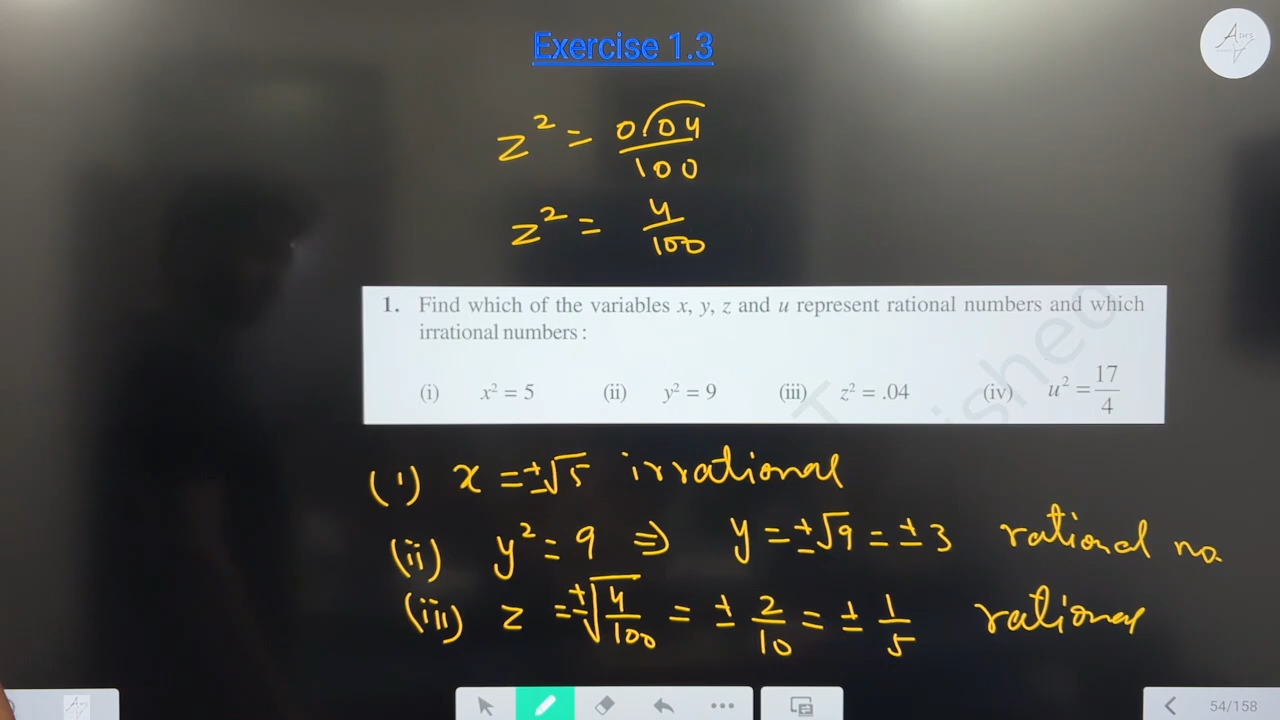 Exercise 1.3
z² = 0.04/100
z² = 4/100
1. Find which of the variables x, y, z and u represent rational numbers and which
irrational numbers :
(i) x² = 5 (ii) y² = 9 (iii) z² = .04 (iv) u² = 17/4
(i) x = ±√5 irrational
(ii) y² = 9 ⇒ y = ±√9 = ±3 rational no.
(iii) z = ±√4/100 = ± 2/10 = ± 1/5 rational
54/158